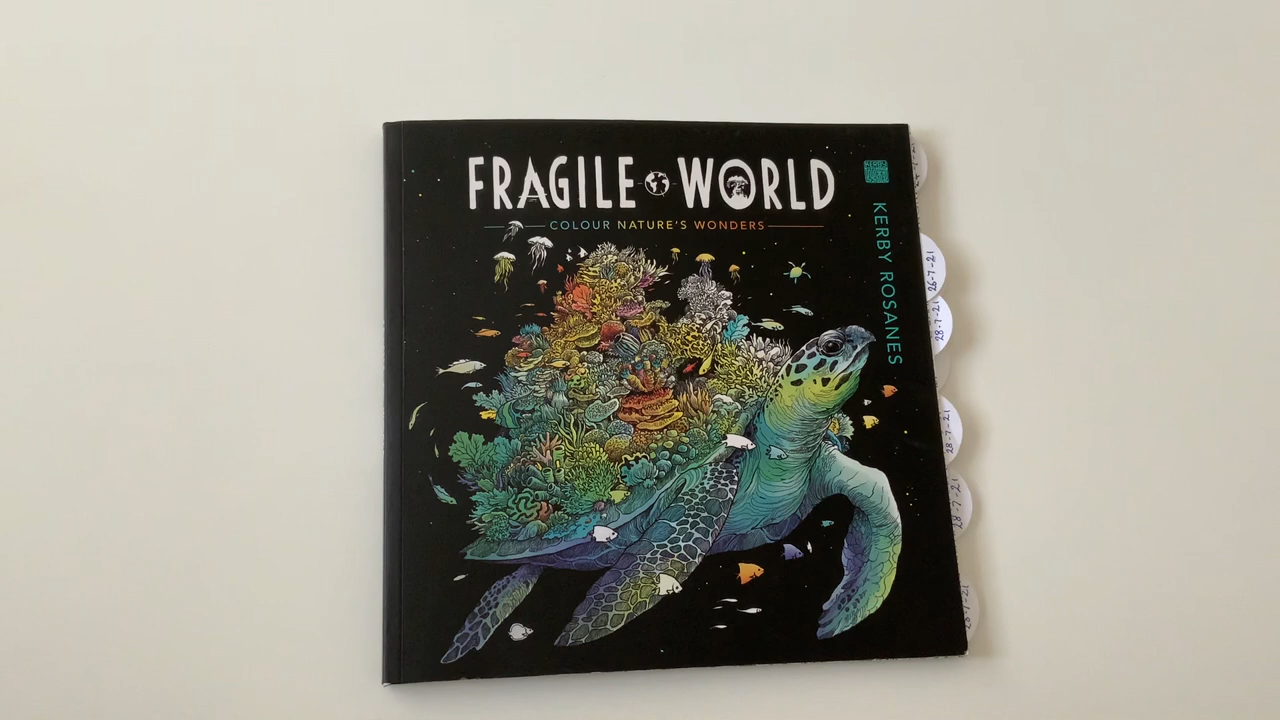 FRAGILE WORLD
COLOUR NATURE'S WONDERS
KERBY ROSANES
26-7-21
28-7-21
28-7-21
28-7-21